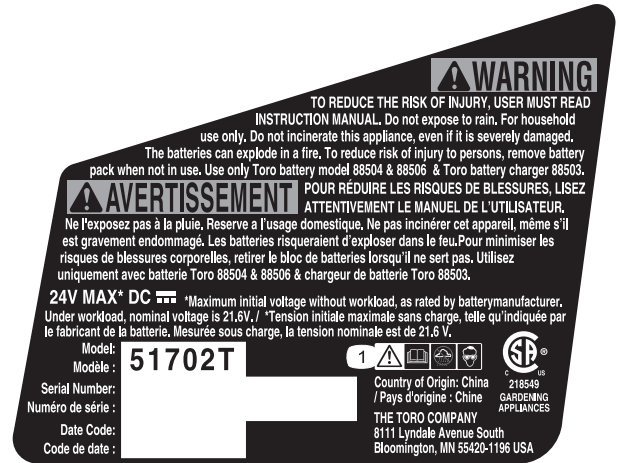 WARNING
TO REDUCE THE RISK OF INJURY, USER MUST READ
INSTRUCTION MANUAL. Do not expose to rain. For household
use only. Do not incinerate this appliance, even if it is severely damaged.
The batteries can explode in a fire. To reduce risk of injury to persons, remove battery
pack when not in use. Use only Toro battery model 88504 & 88506 & Toro battery charger 88503.
AVERTISSEMENT
POUR RÉDUIRE LES RISQUES DE BLESSURES, LISEZ
ATTENTIVEMENT LE MANUEL DE L'UTILISATEUR.
Ne l'exposez pas à la pluie. Reserve a l'usage domestique. Ne pas incinérer cet appareil, même s'il
est gravement endommagé. Les batteries risqueraient d'exploser dans le feu.Pour minimiser les
risques de blessures corporelles, retirer le bloc de batteries lorsqu'il ne sert pas. Utilisez
uniquement avec batterie Toro 88504 & 88506 & chargeur de batterie Toro 88503.
24V MAX* DC *Maximum initial voltage without workload, as rated by batterymanufacturer.
Under workload, nominal voltage is 21.6V. / *Tension initiale maximale sans charge, telle qu'indiquée par
le fabricant de la batterie. Mesurée sous charge, la tension nominale est de 21.6 V.
Model:
Modèle :
51702T
Serial Number:
Numéro de série :
Date Code:
Code de date :
1
Country of Origin: China
/ Pays d'origine : Chine
THE TORO COMPANY
8111 Lyndale Avenue South
Bloomington, MN 55420-1196 USA
SA ®
C US
218549
GARDENING
APPLIANCES